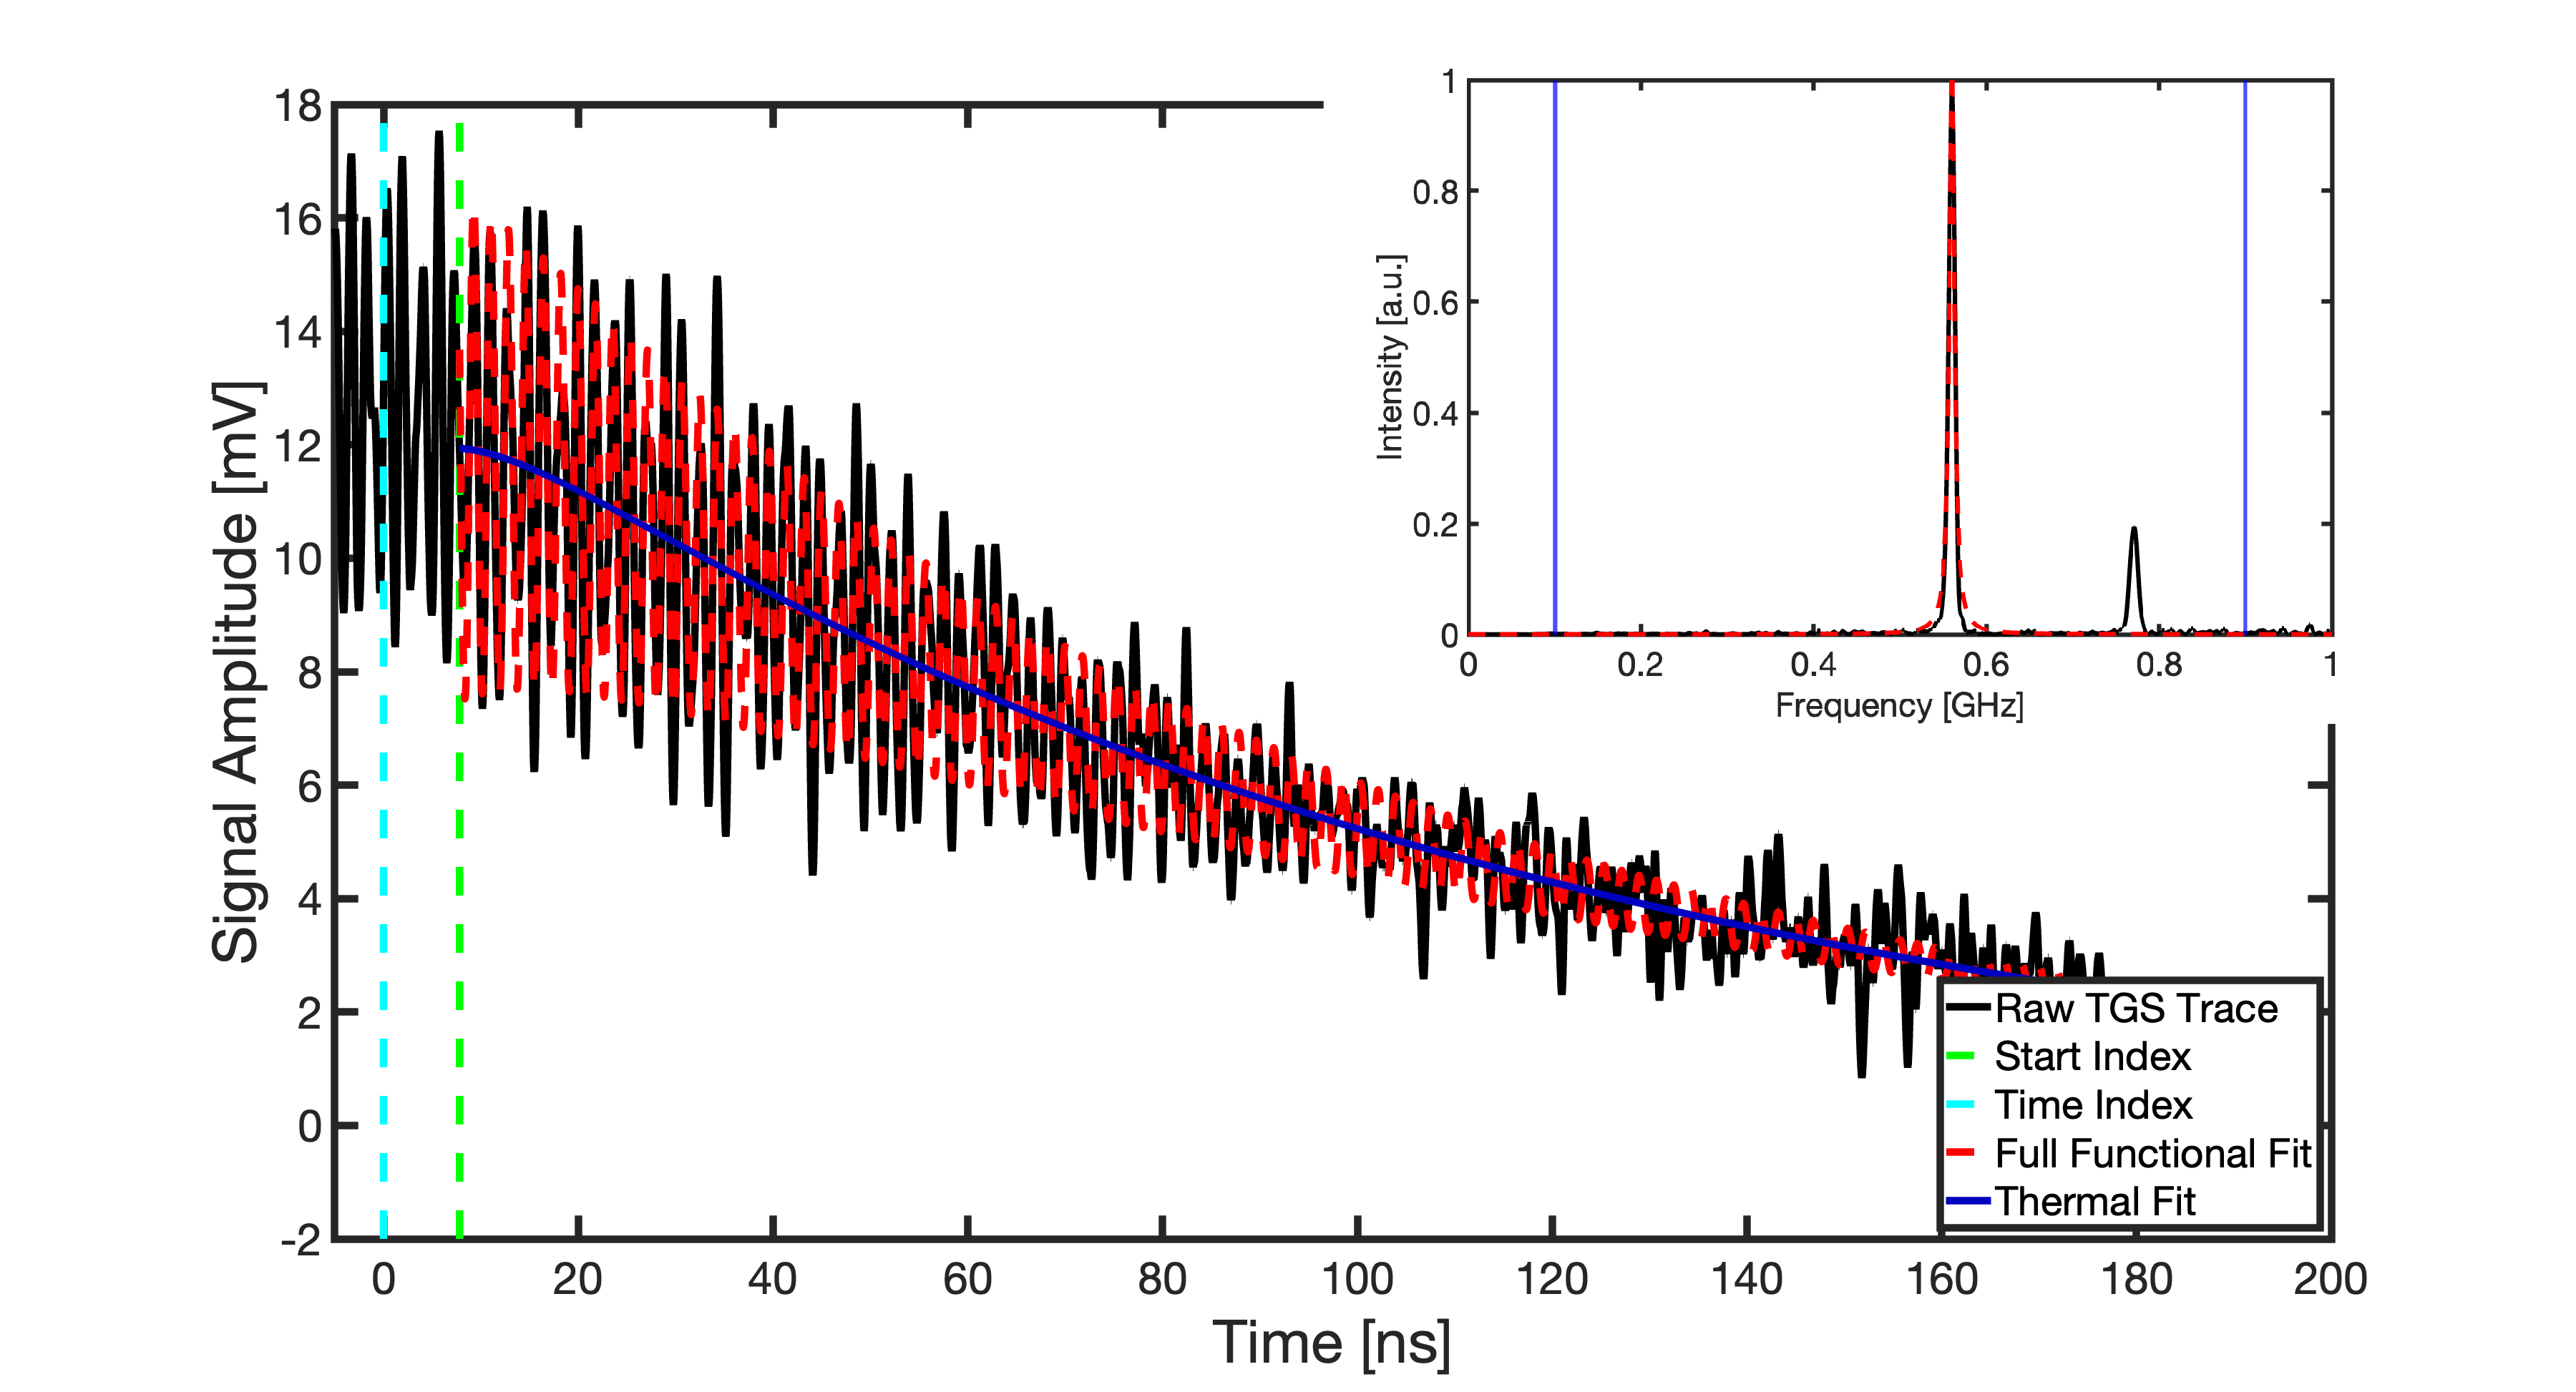 18
16
14
12
10
8
6
4
2
0
-2
Signal Amplitude [mV]
0 20 40 60 80 100 120 140 160 180 200
Time [ns]
1
0.8
0.6
0.4
0.2
0
Intensity [a.u.]
0 0.2 0.4 0.6 0.8 1
Frequency [GHz]
Raw TGS Trace
Start Index
Time Index
Full Functional Fit
Thermal Fit